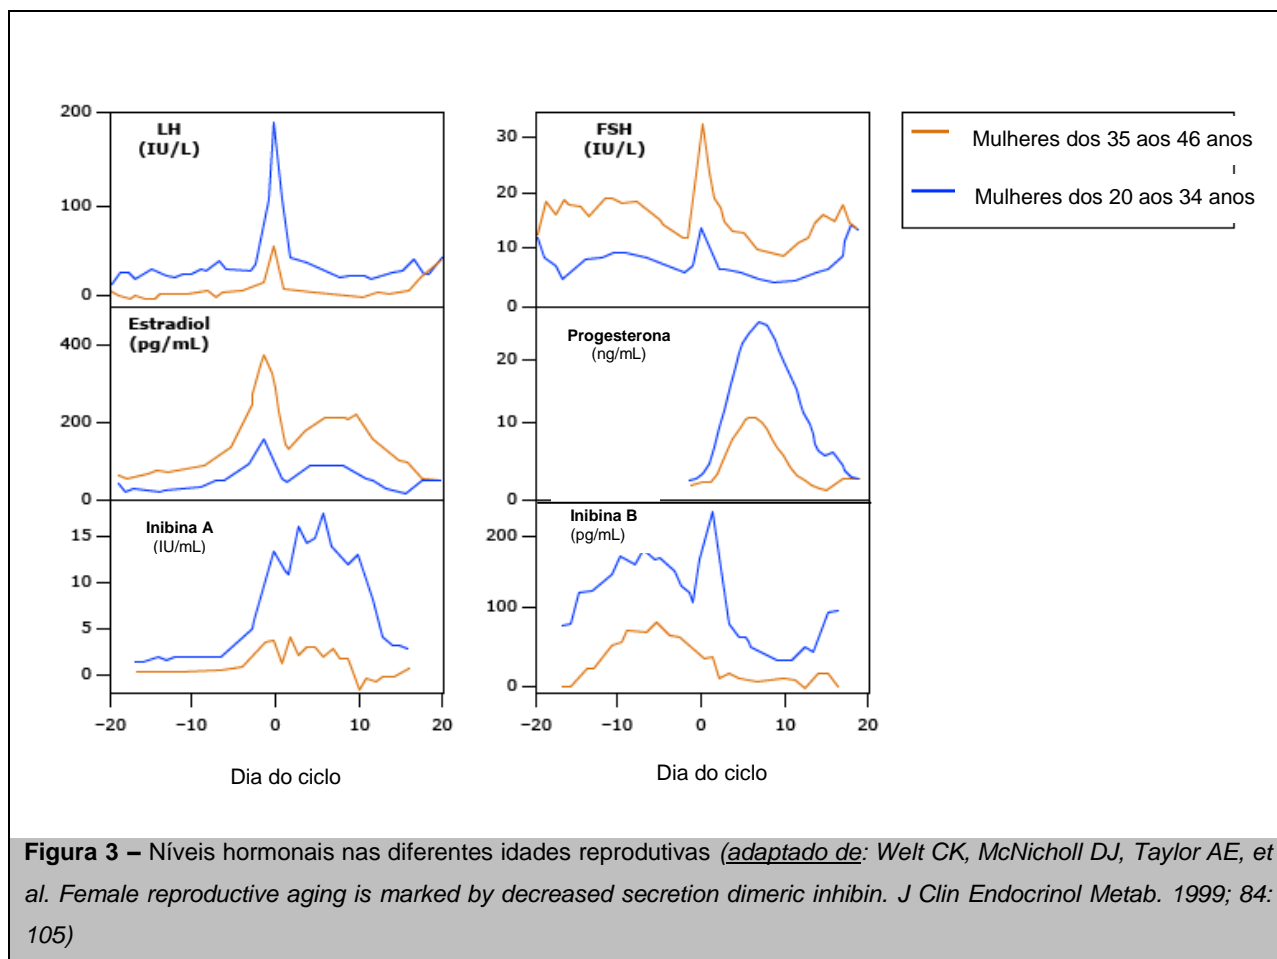 200
100
0
LH
(IU/L)
30
20
10
0
FSH
(IU/L)
Mulheres dos 35 aos 46 anos
Mulheres dos 20 aos 34 anos
400
200
0
Estradiol
(pg/mL)
20
10
0
Progesterona
(ng/mL)
15
10
5
0
Inibina A
(IU/mL)
200
100
0
Inibina B
(pg/mL)
−20 −10 0 10 20
−20 −10 0 10 20
Dia do ciclo
Dia do ciclo
Figura 3 – Níveis hormonais nas diferentes idades reprodutivas (adaptado de: Welt CK, McNicholl DJ, Taylor AE, et
al. Female reproductive aging is marked by decreased secretion dimeric inhibin. J Clin Endocrinol Metab. 1999; 84:
105)